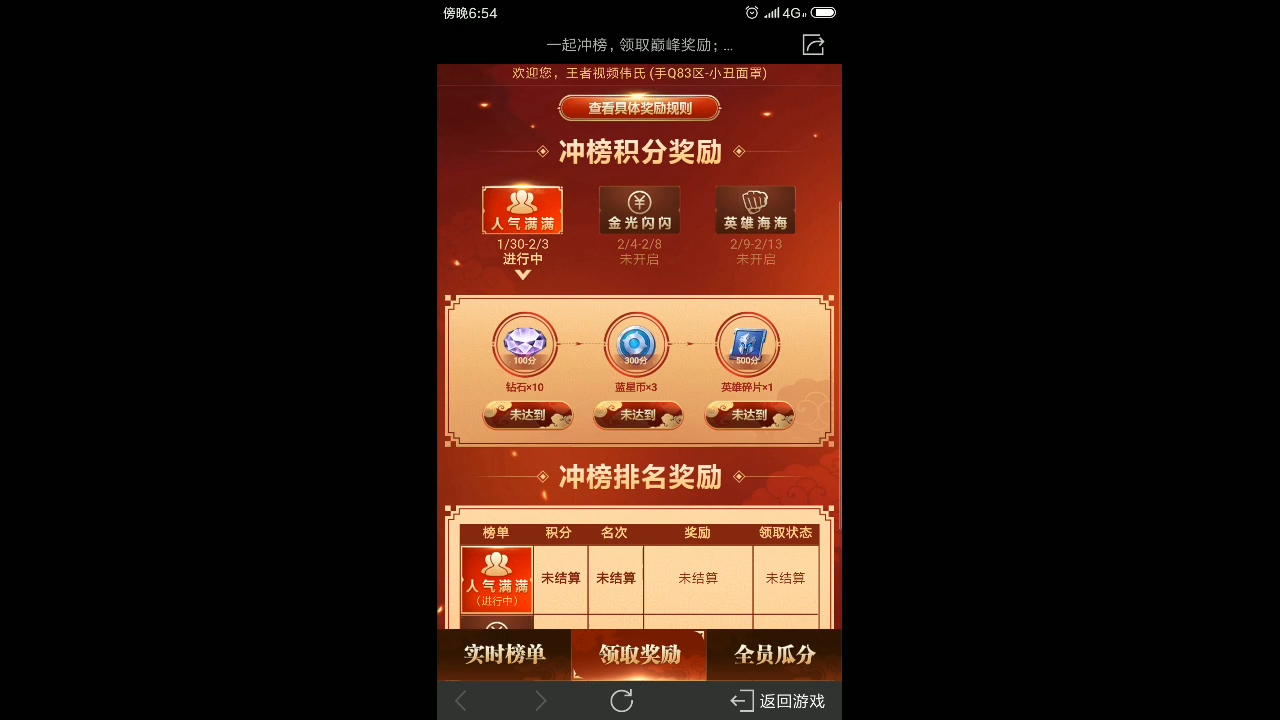 傍晚6:54
4G
一起冲榜，领取巅峰奖励；...
欢迎您，王者视频伟氏 (手Q83区-小丑面罩)
查看具体奖励规则
冲榜积分奖励
人气满满 金光闪闪 英雄海海
1/30-2/3 2/4-2/8 2/9-2/13
进行中 未开启 未开启
100分 300分 500分
钻石×10 蓝星币×3 英雄碎片×1
未达到 未达到 未达到
冲榜排名奖励
榜单 积分 名次 奖励 领取状态
人气满满 未结算 未结算 未结算 未结算
（进行中）
实时榜单 领取奖励 全员瓜分
返回游戏